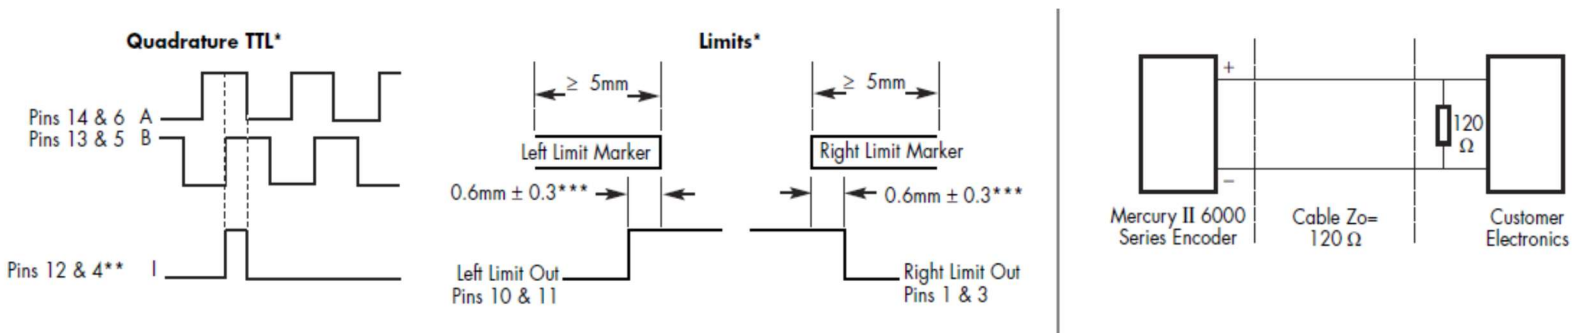 Quadrature TTL*
Pins 14 & 6 A
Pins 13 & 5 B
Pins 12 & 4** I
Limits*
≥ 5mm
≥ 5mm
Left Limit Marker
Right Limit Marker
0.6mm ± 0.3***
0.6mm ± 0.3***
Left Limit Out
Pins 10 & 11
Right Limit Out
Pins 1 & 3
+
120
Ω
−
Mercury II 6000
Series Encoder
Cable Zo=
120 Ω
Customer
Electronics